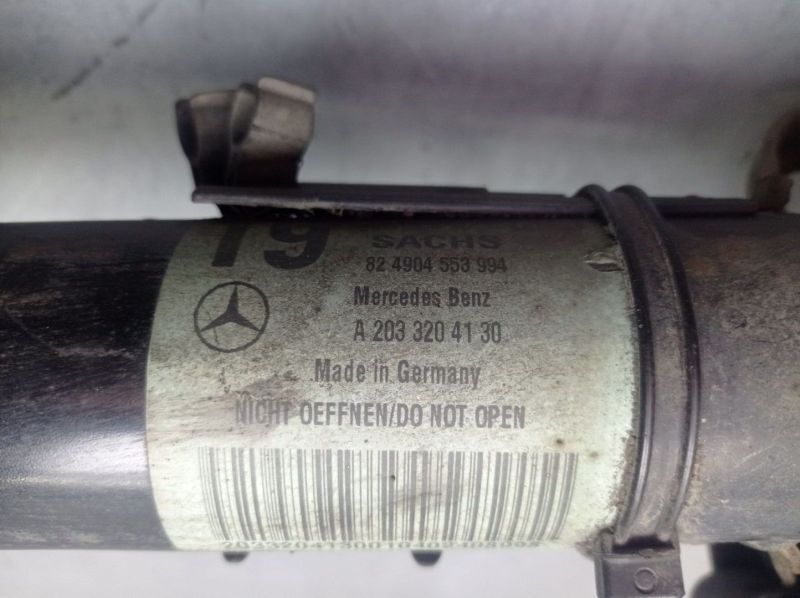 19
SACHS
82 4904 553 994
Mercedes Benz
A 203 320 41 30
Made in Germany
NICHT OEFFNEN/DO NOT OPEN